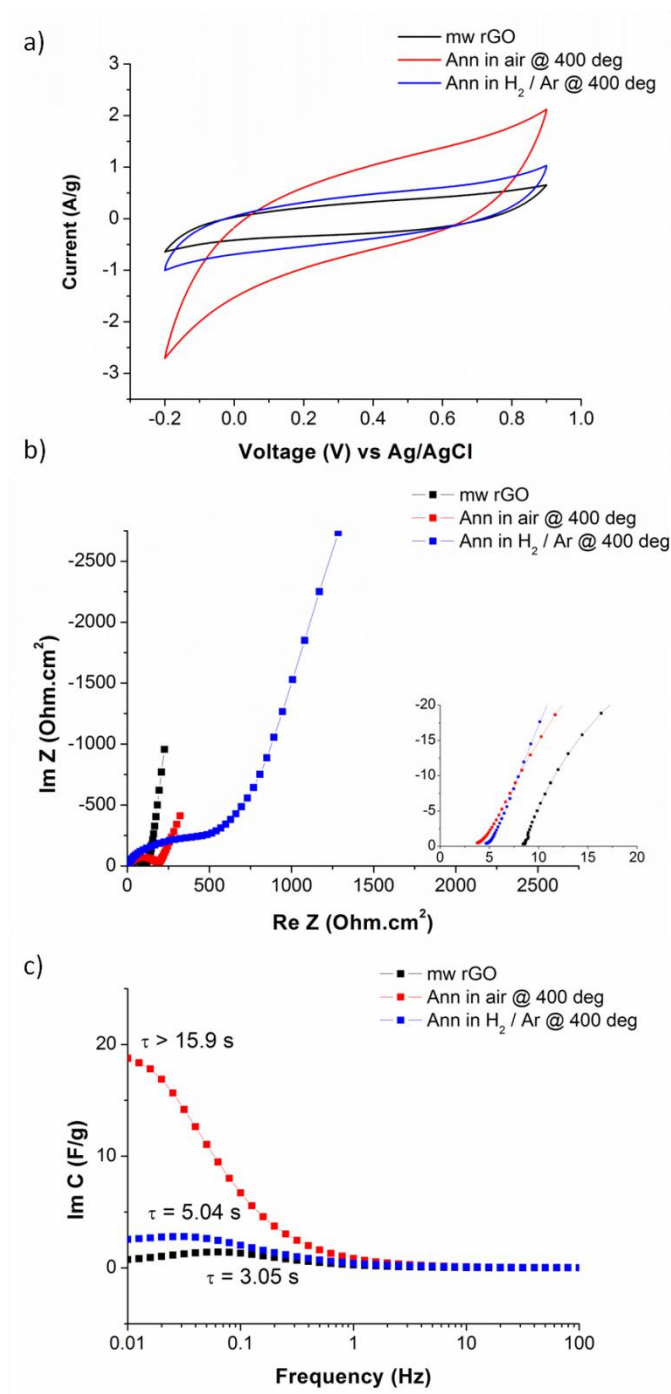 a)
mw rGO
Ann in air @ 400 deg
Ann in H₂ / Ar @ 400 deg
3
2
1
0
-1
-2
-3
Current (A/g)
-0.2 0.0 0.2 0.4 0.6 0.8 1.0
Voltage (V) vs Ag/AgCl
b)
mw rGO
Ann in air @ 400 deg
Ann in H₂ / Ar @ 400 deg
-2500
-2000
-1500
-1000
-500
0
Im Z (Ohm.cm²)
-20
-15
-10
-5
0
0 5 10 15 20
0 500 1000 1500 2000 2500
Re Z (Ohm.cm²)
c)
mw rGO
Ann in air @ 400 deg
Ann in H₂ / Ar @ 400 deg
20
10
0
Im C (F/g)
τ > 15.9 s
τ = 5.04 s
τ = 3.05 s
0.01 0.1 1 10 100
Frequency (Hz)